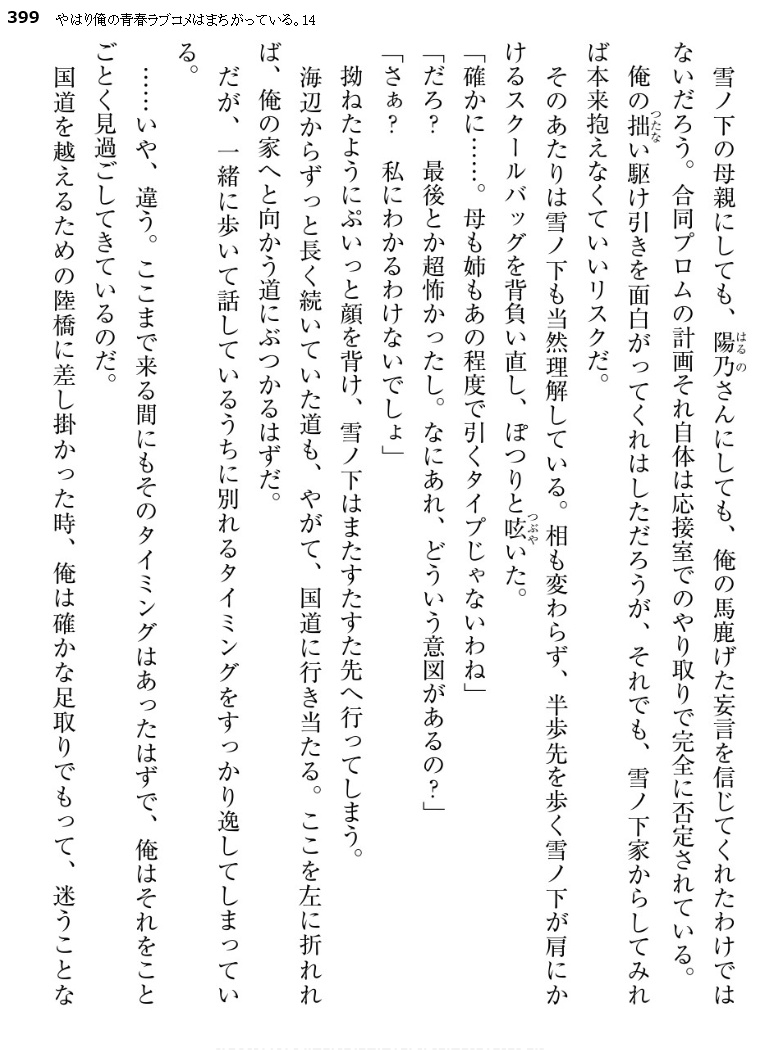 399 やはり俺の青春ラブコメはまちがっている。14
雪ノ下の母親にしても、陽乃さんにしても、俺の馬鹿げた妄言を信じてくれたわけでは
はるの
ないだろう。合同プロムの計画それ自体は応接室でのやり取りで完全に否定されている。
俺の拙い駆け引きを面白がってくれはしただろうが、それでも、雪ノ下家からしてみれ
つたな
ば本来抱えなくていいリスクだ。
そのあたりは雪ノ下も当然理解している。相も変わらず、半歩先を歩く雪ノ下が肩にか
けるスクールバッグを背負い直し、ぽつりと呟いた。
つぶや
「確かに……。母も姉もあの程度で引くタイプじゃないわね」
「だろ？　最後とか超怖かったし。なにあれ、どういう意図があるの？」
「さぁ？　私にわかるわけないでしょ」
拗ねたようにぷいっと顔を背け、雪ノ下はまたすたすた先へ行ってしまう。
海辺からずっと長く続いていた道も、やがて、国道に行き当たる。ここを左に折れれ
ば、俺の家へと向かう道にぶつかるはずだ。
だが、一緒に歩いて話しているうちに別れるタイミングをすっかり逸してしまってい
る。
……いや、違う。ここまで来る間にもそのタイミングはあったはずで、俺はそれをこと
ごとく見過ごしてきているのだ。
国道を越えるための陸橋に差し掛かった時、俺は確かな足取りでもって、迷うことな